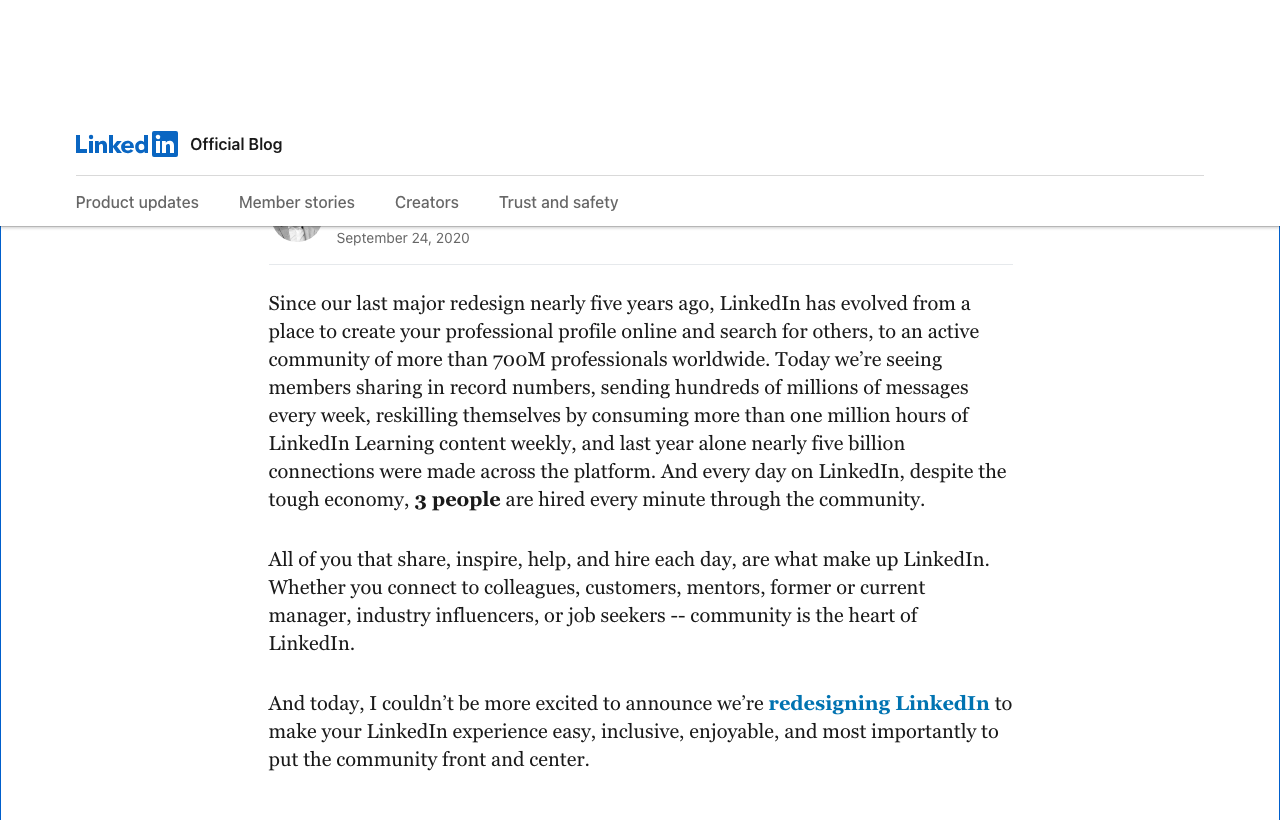 LinkedIn Official Blog
Product updates Member stories Creators Trust and safety
September 24, 2020
Since our last major redesign nearly five years ago, LinkedIn has evolved from a
place to create your professional profile online and search for others, to an active
community of more than 700M professionals worldwide. Today we’re seeing
members sharing in record numbers, sending hundreds of millions of messages
every week, reskilling themselves by consuming more than one million hours of
LinkedIn Learning content weekly, and last year alone nearly five billion
connections were made across the platform. And every day on LinkedIn, despite the
tough economy, 3 people are hired every minute through the community.
All of you that share, inspire, help, and hire each day, are what make up LinkedIn.
Whether you connect to colleagues, customers, mentors, former or current
manager, industry influencers, or job seekers -- community is the heart of
LinkedIn.
And today, I couldn’t be more excited to announce we’re redesigning LinkedIn to
make your LinkedIn experience easy, inclusive, enjoyable, and most importantly to
put the community front and center.